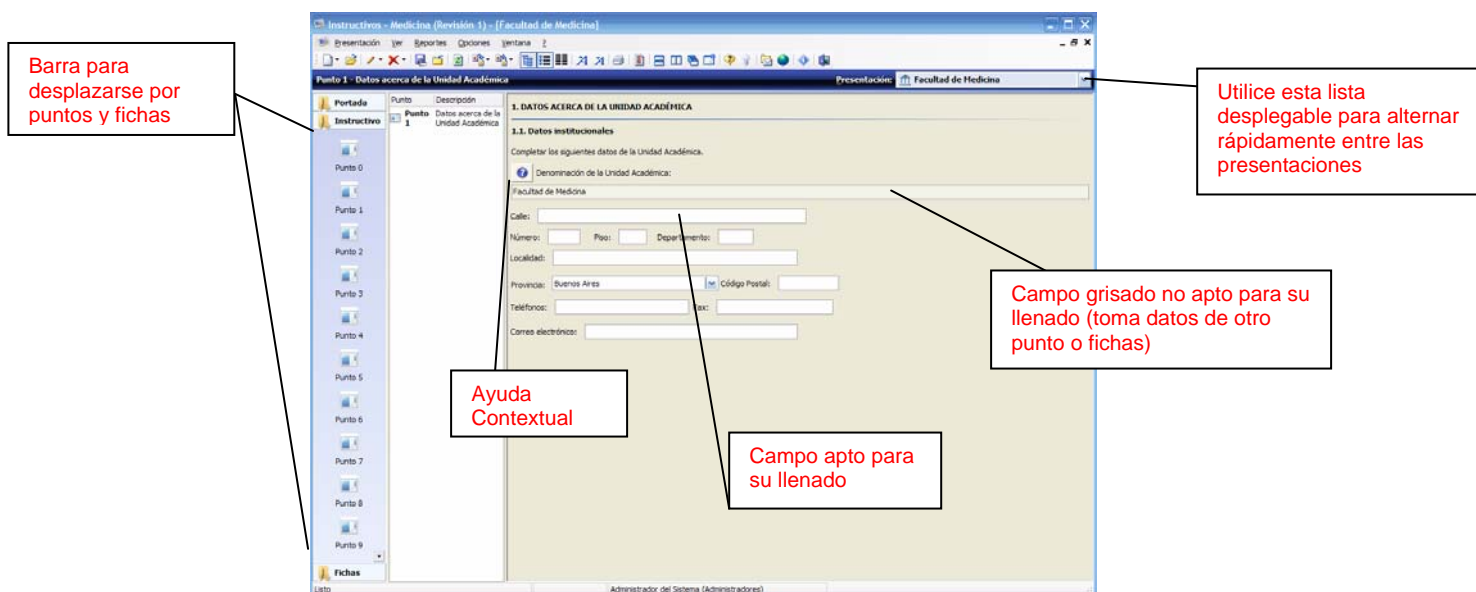 Instructivos - Medicina (Revisión 1) - [Facultad de Medicina]
Presentación Ver Reportes Opciones Ventana ?
Punto 1 - Datos acerca de la Unidad Académica
Presentación: Facultad de Medicina
Barra para
desplazarse por
puntos y fichas
Utilice esta lista
desplegable para alternar
rápidamente entre las
presentaciones
Portada
Instructivo
Punto 0
Punto 1
Punto 2
Punto 3
Punto 4
Punto 5
Punto 6
Punto 7
Punto 8
Punto 9
Fichas
Punto Descripción
Punto 1
Datos acerca de la
Unidad Académica
1. DATOS ACERCA DE LA UNIDAD ACADÉMICA
1.1. Datos institucionales
Completar los siguientes datos de la Unidad Académica.
Denominación de la Unidad Académica:
Facultad de Medicina
Calle:
Número: Piso: Departamento:
Localidad:
Provincia: Buenos Aires Código Postal:
Teléfonos: Fax:
Correo electrónico:
Campo grisado no apto para su
llenado (toma datos de otro
punto o fichas)
Ayuda
Contextual
Campo apto para
su llenado
Listo
Administrador del Sistema (Administradores)